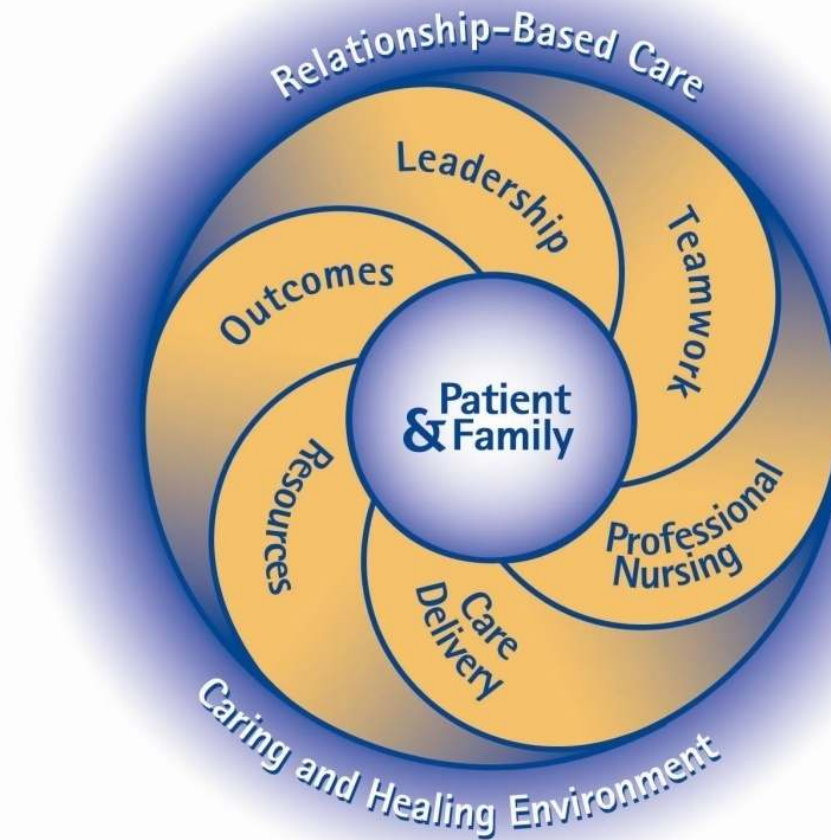 Relationship-Based Care
Leadership
Teamwork
Outcomes
Patient
& Family
Resources
Professional
Nursing
Care
Delivery
Caring and Healing Environment